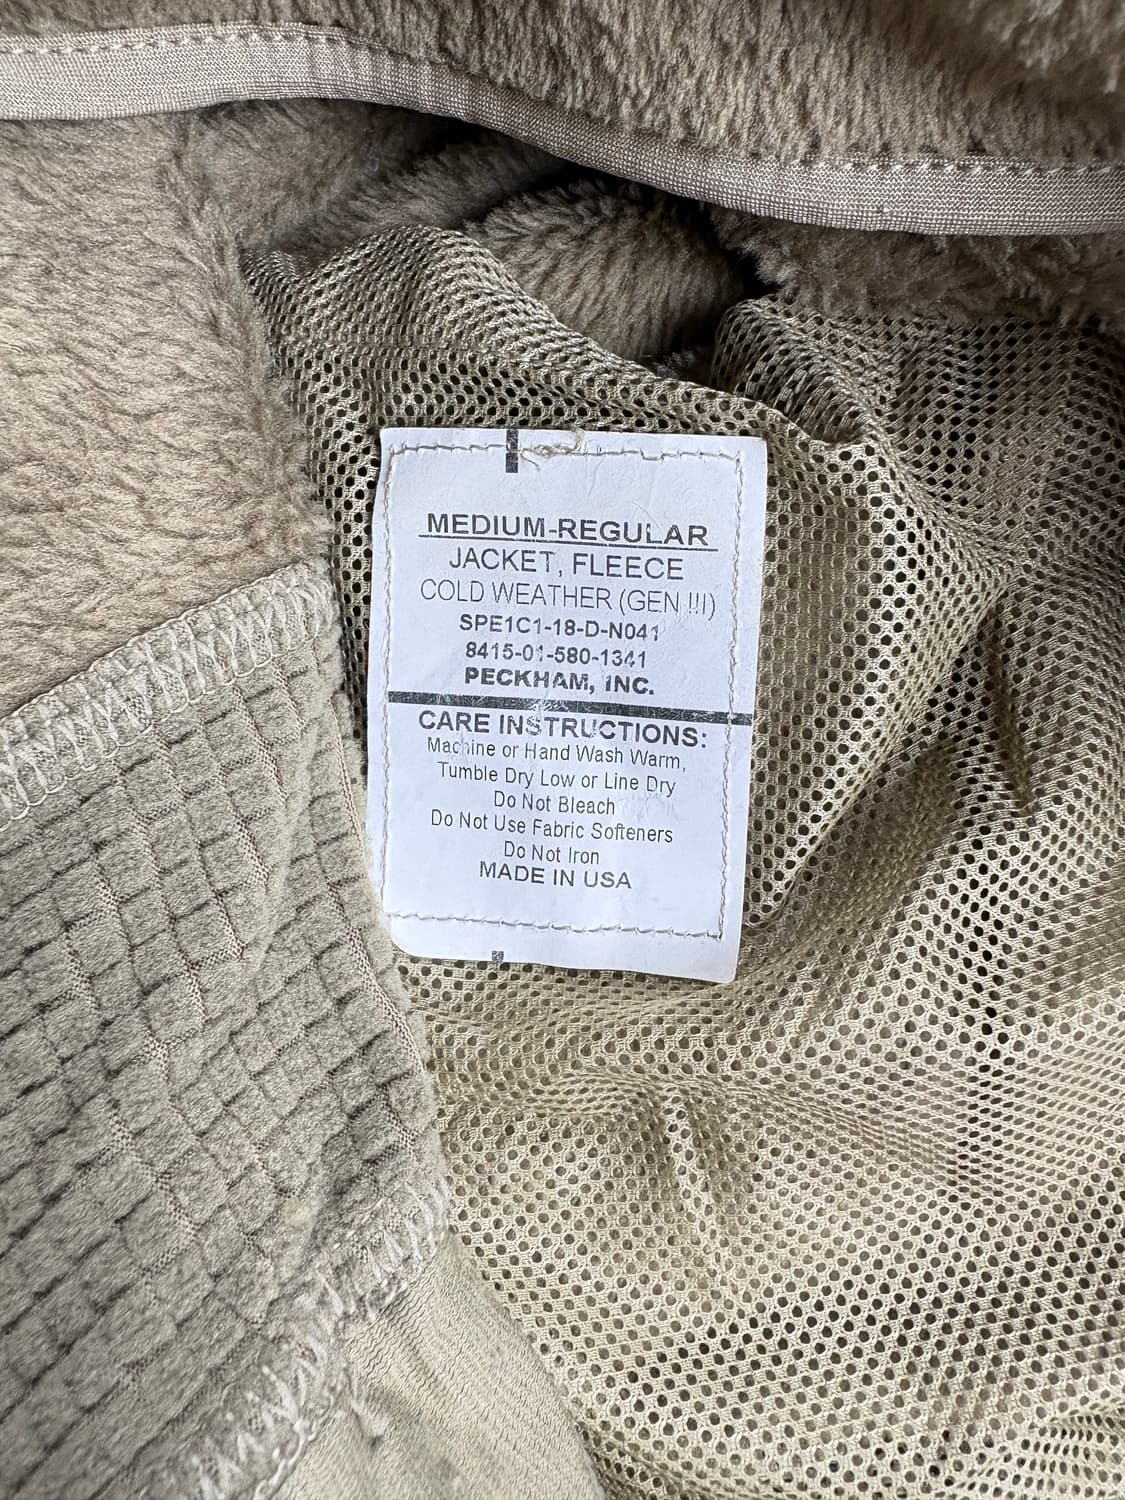 MEDIUM-REGULAR
JACKET, FLEECE
COLD WEATHER (GEN III)
SPE1C1-18-D-N041
8415-01-580-1341
PECKHAM, INC.
CARE INSTRUCTIONS:
Machine or Hand Wash Warm,
Tumble Dry Low or Line Dry
Do Not Bleach
Do Not Use Fabric Softeners
Do Not Iron
MADE IN USA